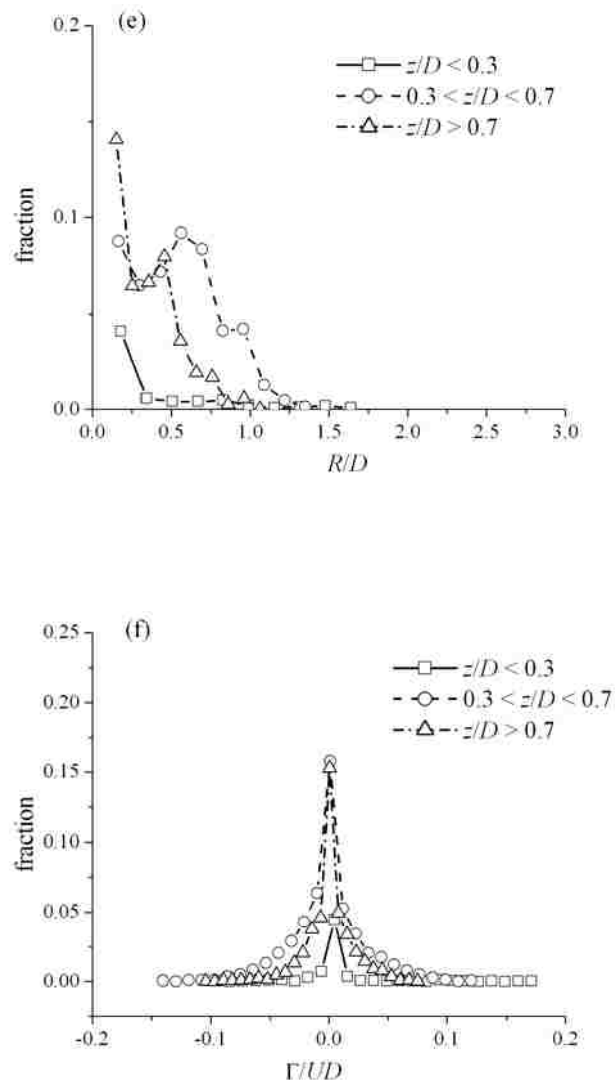 (e)
0.2
0.1
0.0
fraction
z/D < 0.3
0.3 < z/D < 0.7
z/D > 0.7
0.0 0.5 1.0 1.5 2.0 2.5 3.0
R/D
(f)
0.25
0.20
0.15
0.10
0.05
0.00
fraction
z/D < 0.3
0.3 < z/D < 0.7
z/D > 0.7
-0.2 -0.1 0.0 0.1 0.2
Γ/UD